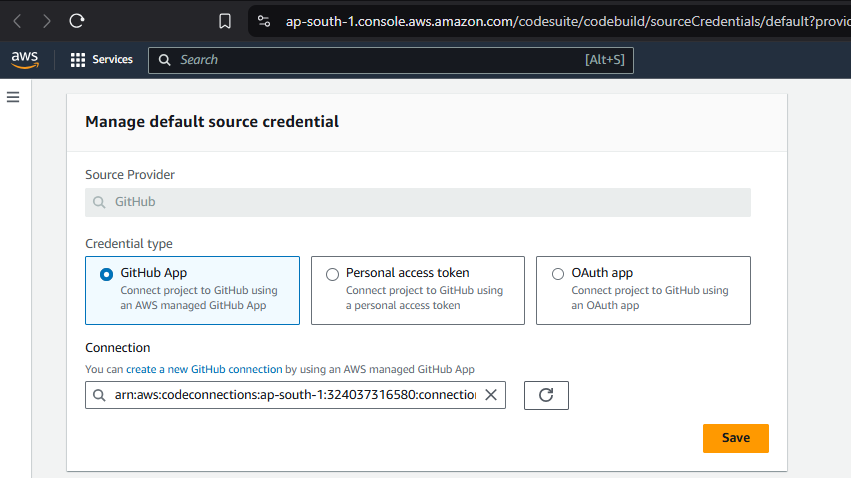 ap-south-1.console.aws.amazon.com/codesuite/codebuild/sourceCredentials/default?provid
aws
Services
Search
[Alt+S]
Manage default source credential
Source Provider
GitHub
Credential type
GitHub App
Connect project to GitHub using
an AWS managed GitHub App
Personal access token
Connect project to GitHub using
a personal access token
OAuth app
Connect project to GitHub using
an OAuth app
Connection
You can create a new GitHub connection by using an AWS managed GitHub App
arn:aws:codeconnections:ap-south-1:324037316580:connection
Save